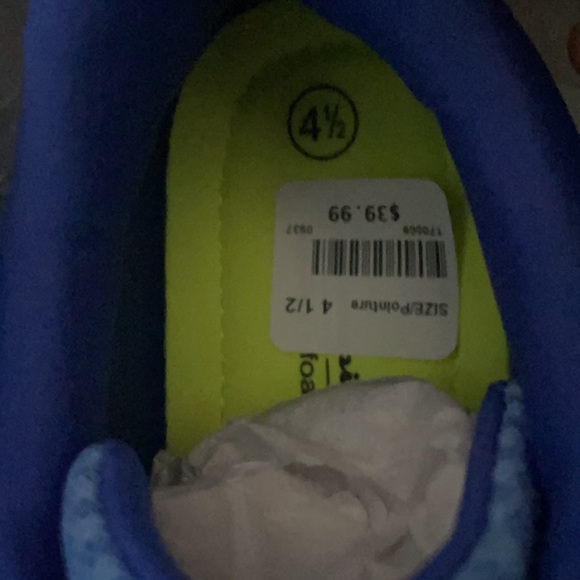 4½
SIZE/Pointure 4 1/2
170009 0937
$39.99
foa